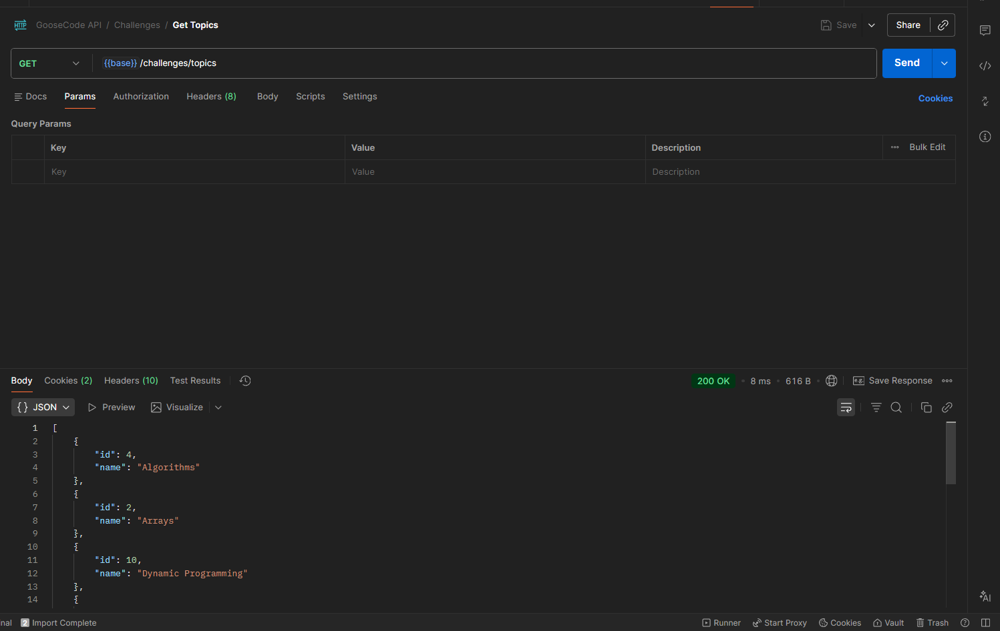 HTTP GooseCode API / Challenges / Get Topics Save Share
GET {{base}} /challenges/topics Send
Docs Params Authorization Headers (8) Body Scripts Settings Cookies
Query Params
Key Value Description Bulk Edit
Key Value Description
Body Cookies (2) Headers (10) Test Results 200 OK • 8 ms • 616 B • e.g. Save Response
{ } JSON Preview Visualize
1 [
2 {
3 "id": 4,
4 "name": "Algorithms"
5 },
6 {
7 "id": 2,
8 "name": "Arrays"
9 },
10 {
11 "id": 10,
12 "name": "Dynamic Programming"
13 },
14 {
AI
nal 2 Import Complete Runner Start Proxy Cookies Vault Trash